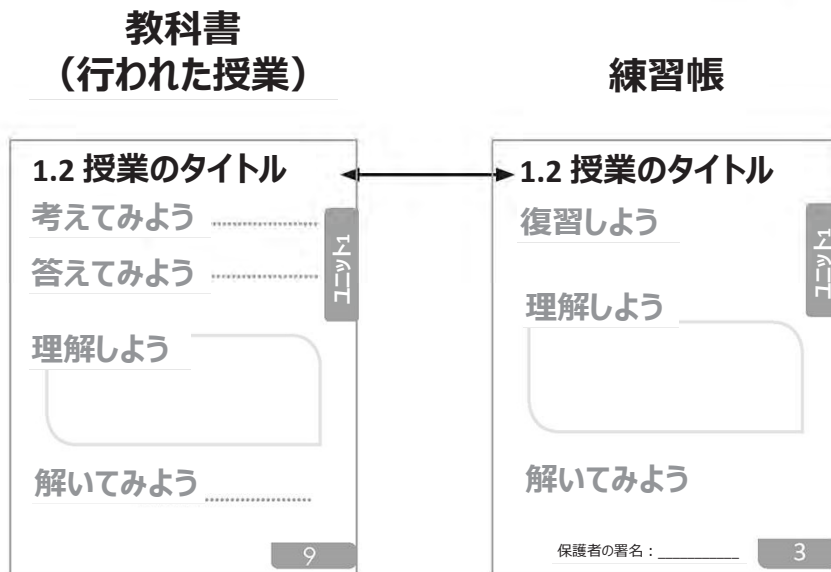 教科書
（行われた授業）
1.2 授業のタイトル
考えてみよう
答えてみよう
ユニット1
理解しよう
解いてみよう
9
練習帳
1.2 授業のタイトル
復習しよう
ユニット1
理解しよう
解いてみよう
保護者の署名：___________
3